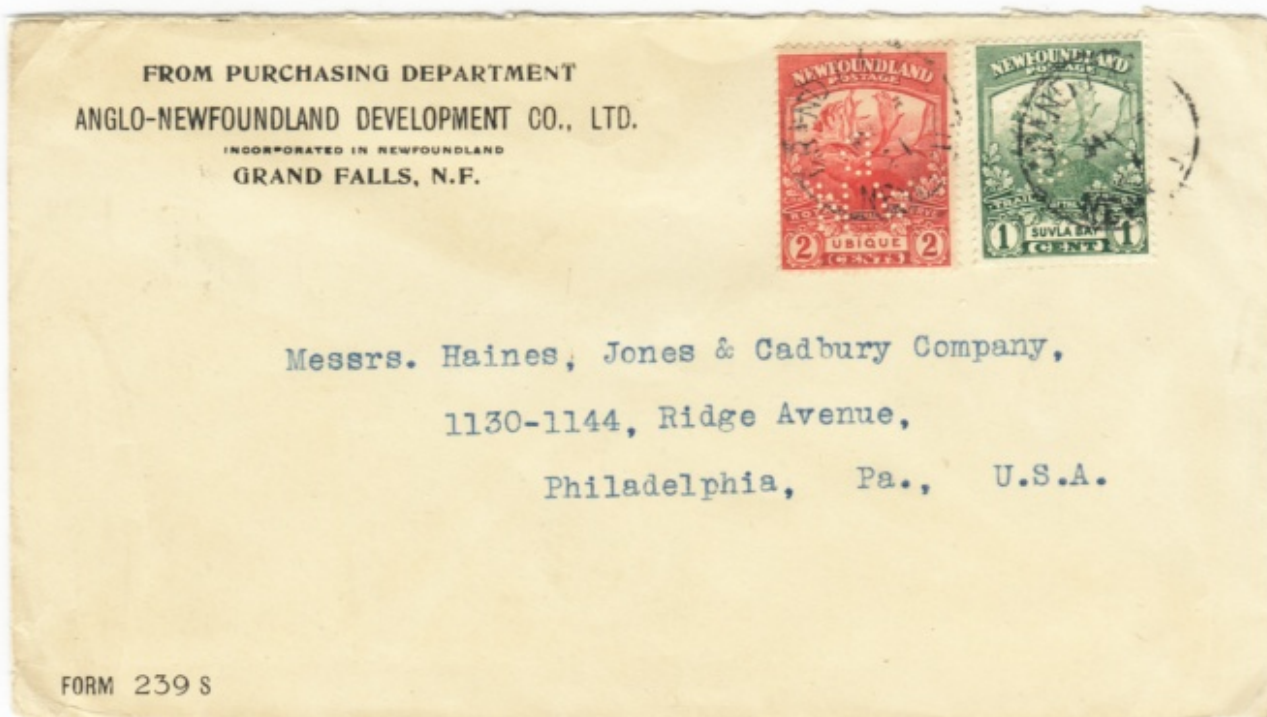 FROM PURCHASING DEPARTMENT
ANGLO-NEWFOUNDLAND DEVELOPMENT CO., LTD.
INCORPORATED IN NEWFOUNDLAND
GRAND FALLS, N.F.
NEWFOUNDLAND
POSTAGE
2 UBIQUE 2
CENTS
NEWFOUNDLAND
POSTAGE
1 SUVLA BAY 1
CENT
Messrs. Haines, Jones & Cadbury Company,
1130-1144, Ridge Avenue,
Philadelphia, Pa., U.S.A.
FORM 239 S